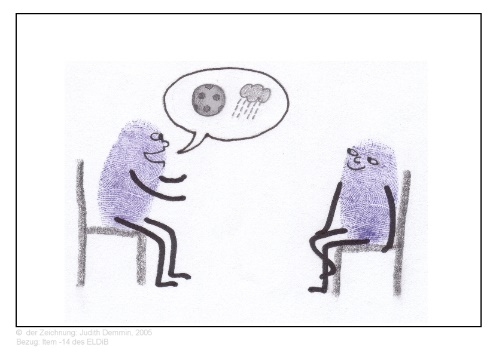 © der Zeichnung: Judith Demmin, 2005
Bezug: Item -14 des ELDiB